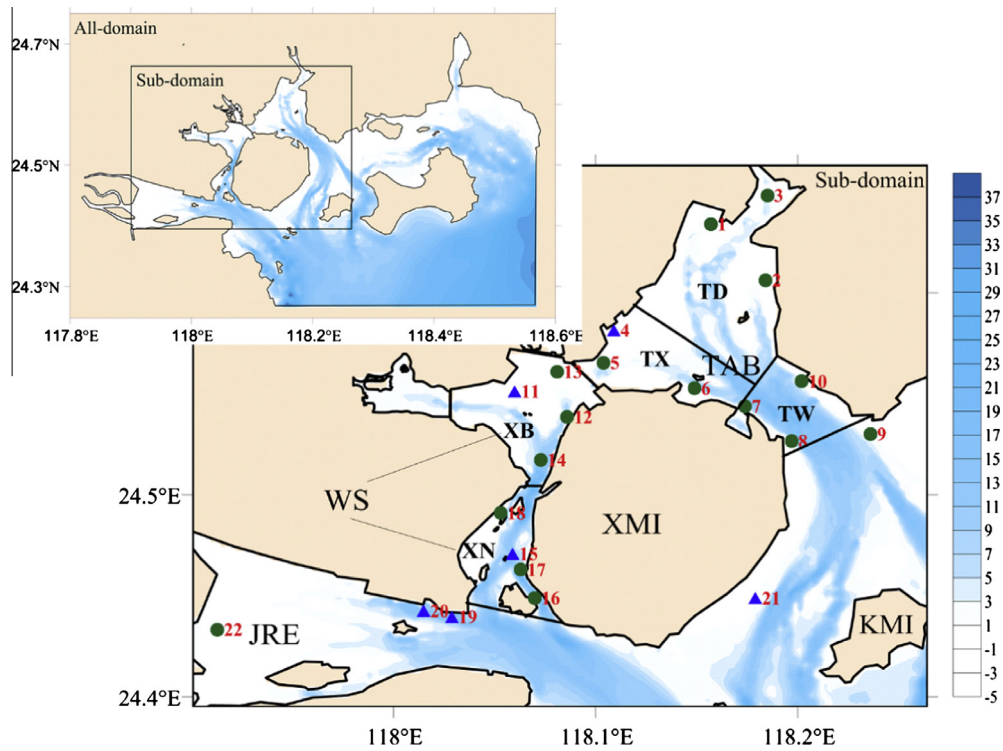 All-domain
24.7°N
Sub-domain
24.5°N
24.3°N
117.8°E 118°E 118.2°E 118.4°E 118.6°E
Sub-domain
3
1
2
TD
4
5
TX
TAB
6
10
7
TW
8
9
13
11
12
XB
14
WS
24.5°E
18
XMI
XN
15
17
16
20
19
21
22
JRE
KMI
24.4°E
118°E 118.1°E 118.2°E
37
35
33
31
29
27
25
23
21
19
17
15
13
11
9
7
5
3
1
-1
-3
-5